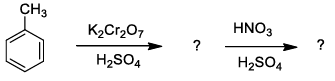 CH3
K2Cr2O7
H2SO4
?
HNO3
H2SO4
?